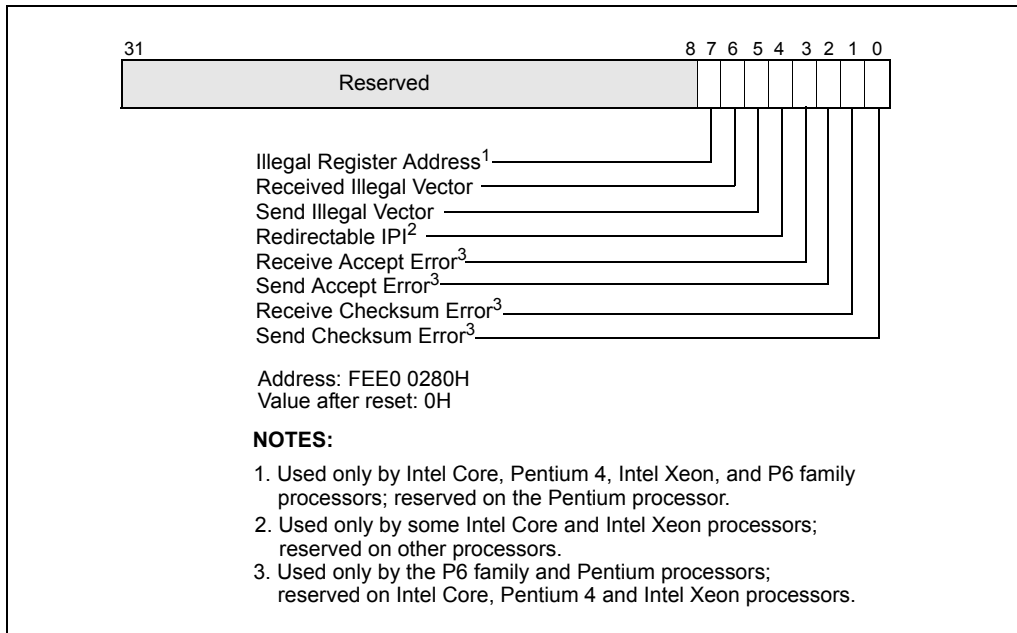 31 8 7 6 5 4 3 2 1 0
Reserved
Illegal Register Address1
Received Illegal Vector
Send Illegal Vector
Redirectable IPI2
Receive Accept Error3
Send Accept Error3
Receive Checksum Error3
Send Checksum Error3
Address: FEE0 0280H
Value after reset: 0H
NOTES:
1. Used only by Intel Core, Pentium 4, Intel Xeon, and P6 family
processors; reserved on the Pentium processor.
2. Used only by some Intel Core and Intel Xeon processors;
reserved on other processors.
3. Used only by the P6 family and Pentium processors;
reserved on Intel Core, Pentium 4 and Intel Xeon processors.